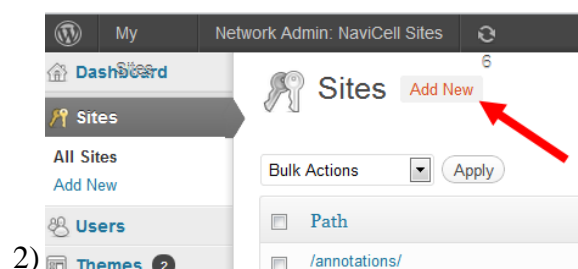 My Sites Network Admin: NaviCell Sites 6
Dashboard
Sites
All Sites
Add New
Users
2) Themes 2
Sites Add New
Bulk Actions Apply
Path
/annotations/